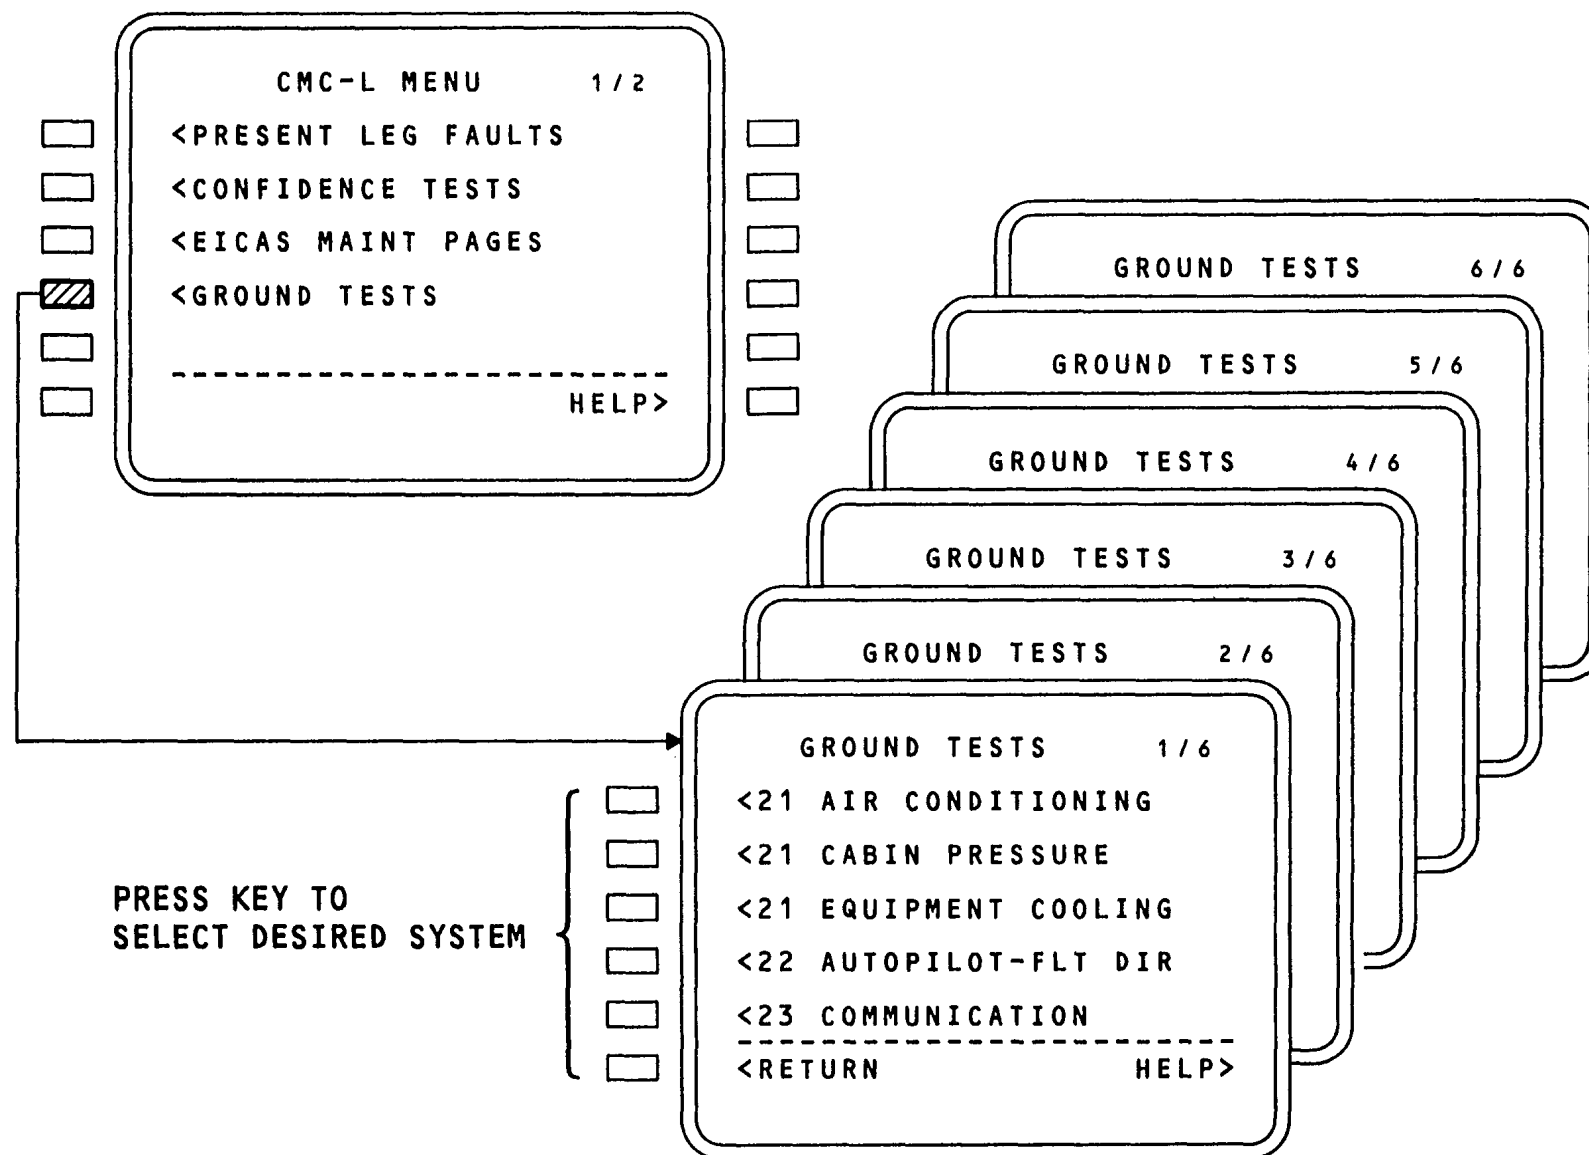 CMC-L MENU 1/2
<PRESENT LEG FAULTS
<CONFIDENCE TESTS
<EICAS MAINT PAGES
<GROUND TESTS
HELP>
GROUND TESTS 6/6
GROUND TESTS 5/6
GROUND TESTS 4/6
GROUND TESTS 3/6
GROUND TESTS 2/6
GROUND TESTS 1/6
<21 AIR CONDITIONING
<21 CABIN PRESSURE
<21 EQUIPMENT COOLING
<22 AUTOPILOT-FLT DIR
<23 COMMUNICATION
<RETURN HELP>
PRESS KEY TO
SELECT DESIRED SYSTEM